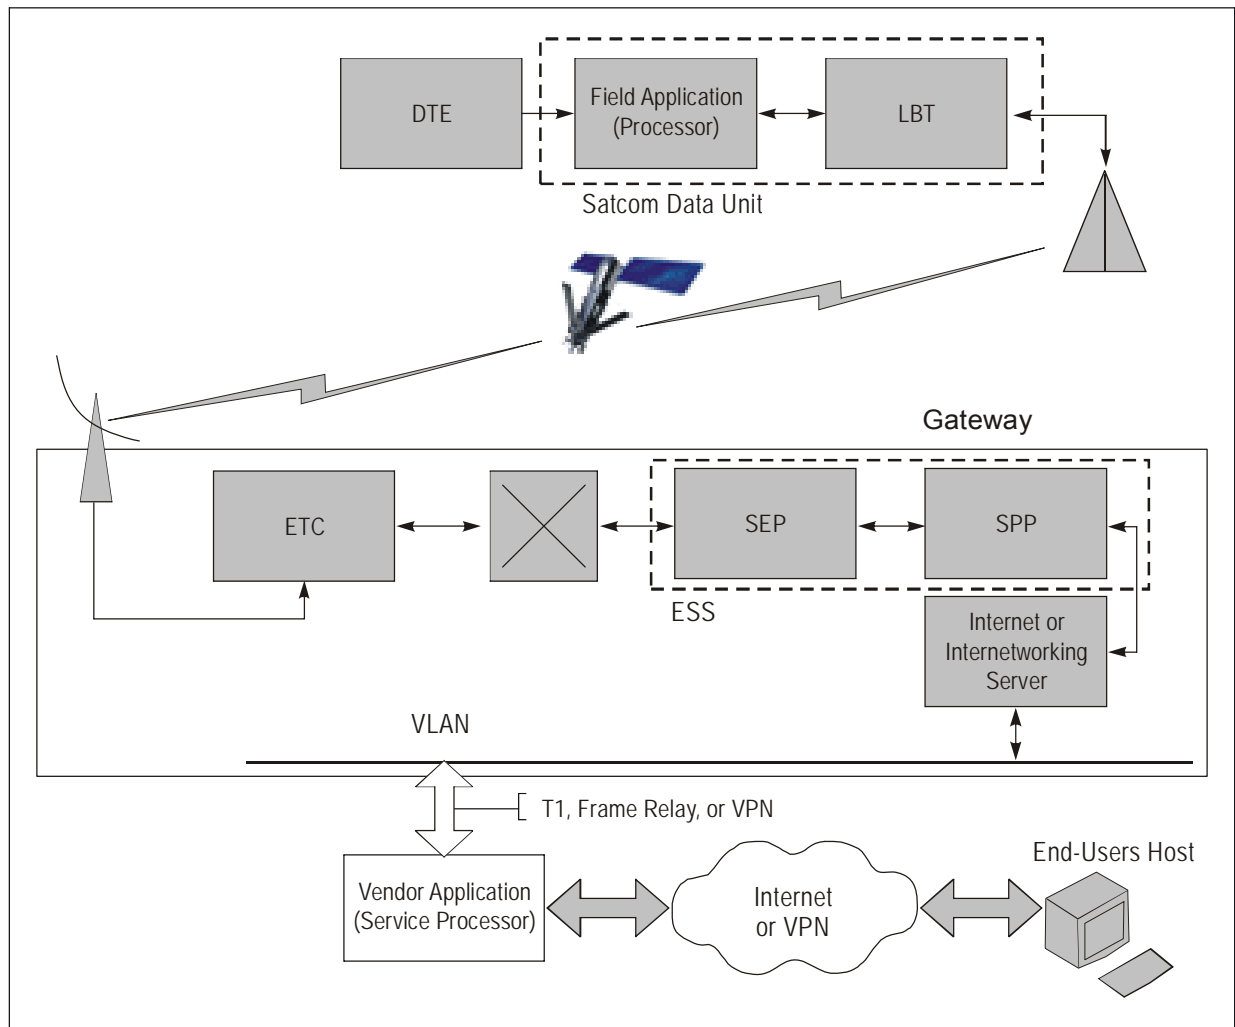 DTE
Field Application
(Processor)
LBT
Satcom Data Unit
Gateway
ETC
SEP
SPP
ESS
Internet or
Internetworking
Server
VLAN
T1, Frame Relay, or VPN
End-Users Host
Vendor Application
(Service Processor)
Internet
or VPN